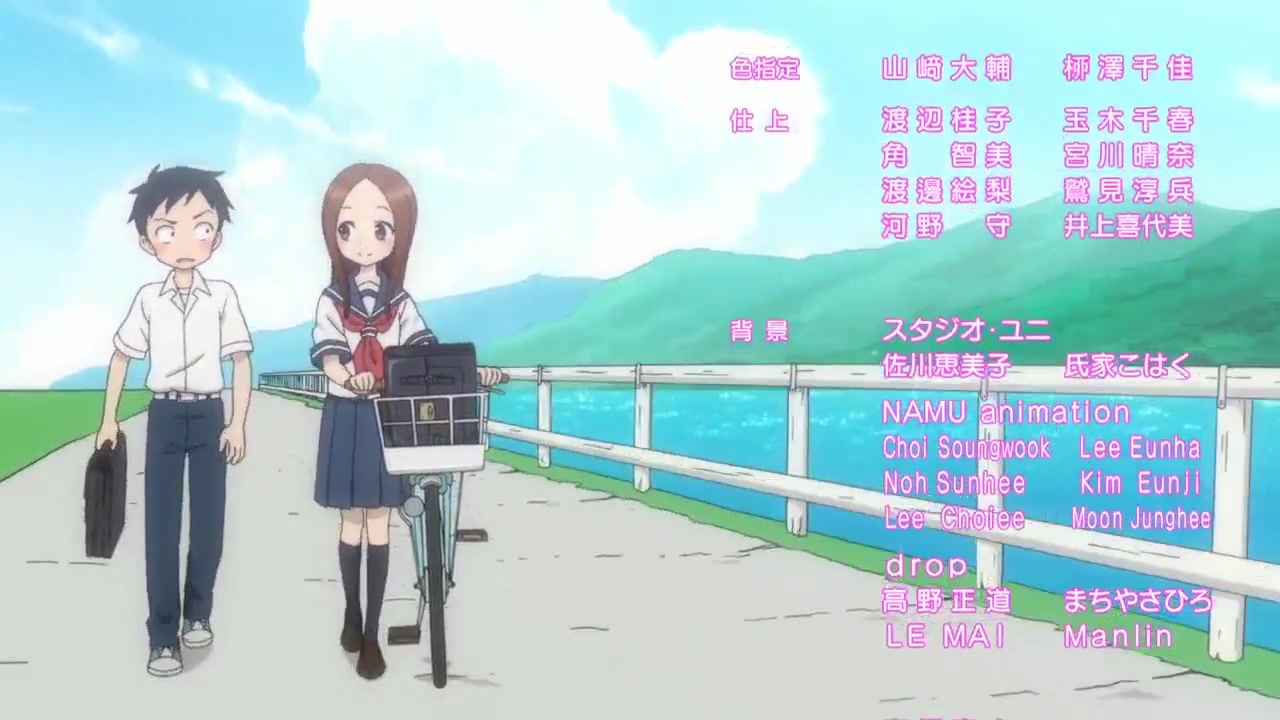 色指定 山﨑大輔 栁澤千佳
仕上 渡辺桂子 玉木千春
角 智美 宮川晴奈
渡邊絵梨 鷲見淳兵
河野 守 井上喜代美
背景 スタジオ・ユニ
佐川恵美子 氏家こはく
NAMU animation
Choi Soungwook Lee Eunha
Noh Sunhee Kim Eunji
Lee Choiee Moon Junghee
drop
高野正道 まちやさひろ
LE MAI Manlin